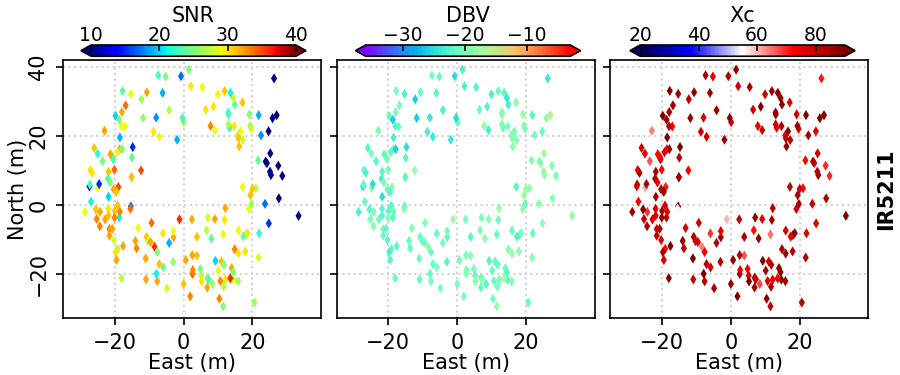 SNR DBV Xc
10 20 30 40 −30 −20 −10 20 40 60 80
40
20
0
−20
North (m)
−20 0 20 −20 0 20 −20 0 20
East (m) East (m) East (m)
IR5211